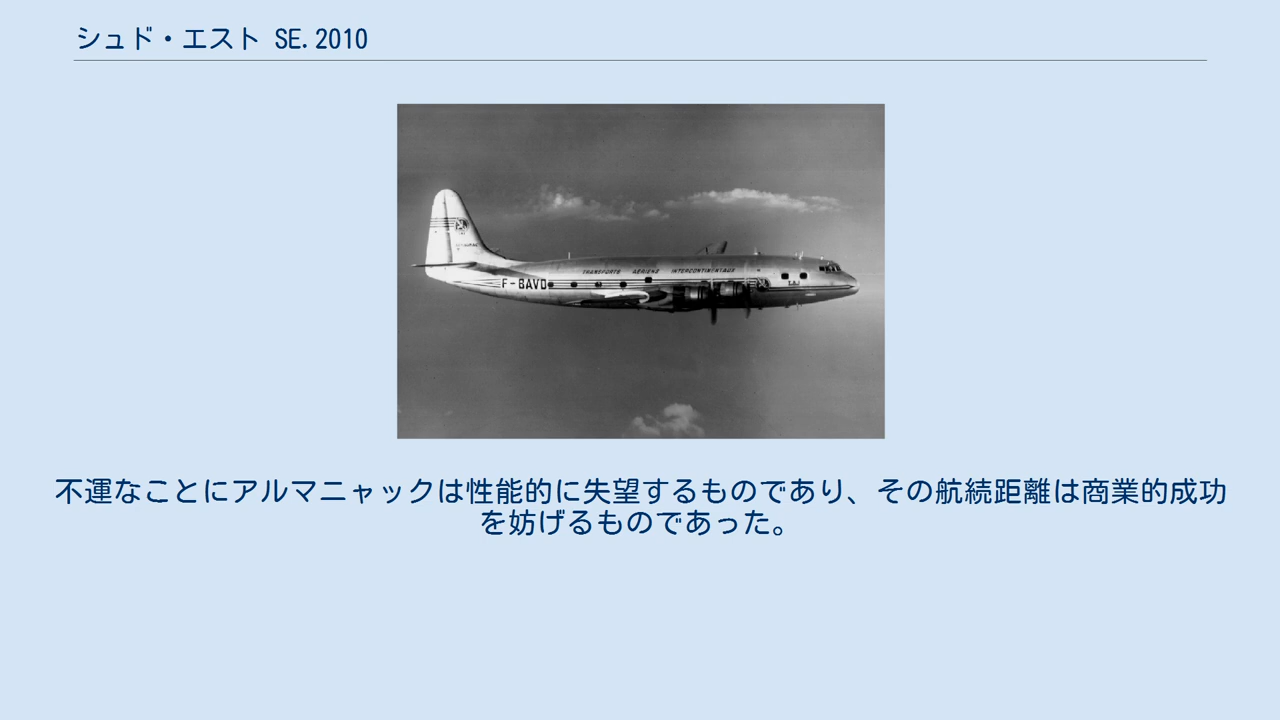 シュド・エスト SE.2010
TRANSPORTS AÉRIENS INTERCONTINENTAUX
F-BAVD
不運なことにアルマニャックは性能的に失望するものであり、その航続距離は商業的成功
を妨げるものであった。